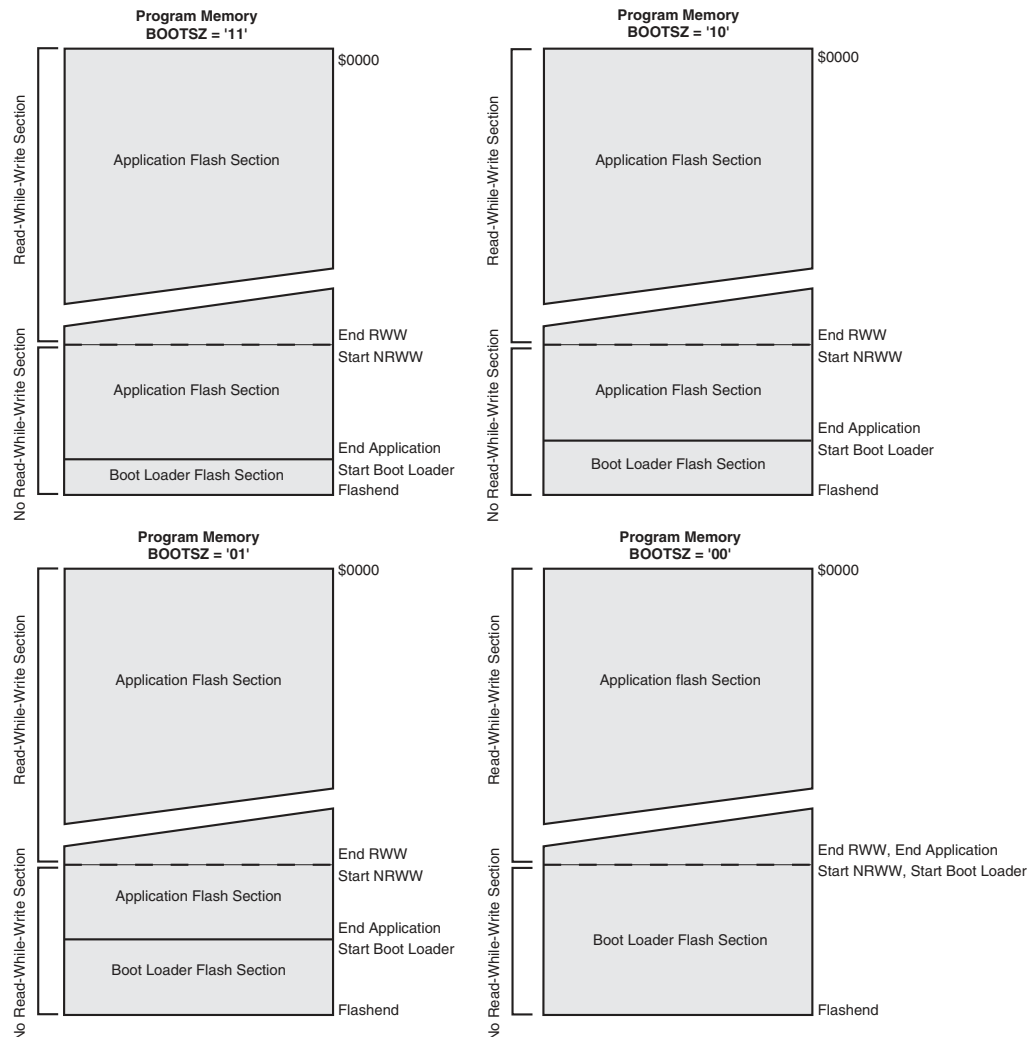 Program Memory
BOOTSZ = '11'
$0000
Read-While-Write Section
Application Flash Section
End RWW
Start NRWW
No Read-While-Write Section
Application Flash Section
End Application
Start Boot Loader
Boot Loader Flash Section
Flashend
Program Memory
BOOTSZ = '10'
$0000
Read-While-Write Section
Application Flash Section
End RWW
Start NRWW
No Read-While-Write Section
Application Flash Section
End Application
Start Boot Loader
Boot Loader Flash Section
Flashend
Program Memory
BOOTSZ = '01'
$0000
Read-While-Write Section
Application Flash Section
End RWW
Start NRWW
No Read-While-Write Section
Application Flash Section
End Application
Start Boot Loader
Boot Loader Flash Section
Flashend
Program Memory
BOOTSZ = '00'
$0000
Read-While-Write Section
Application flash Section
End RWW, End Application
Start NRWW, Start Boot Loader
No Read-While-Write Section
Boot Loader Flash Section
Flashend